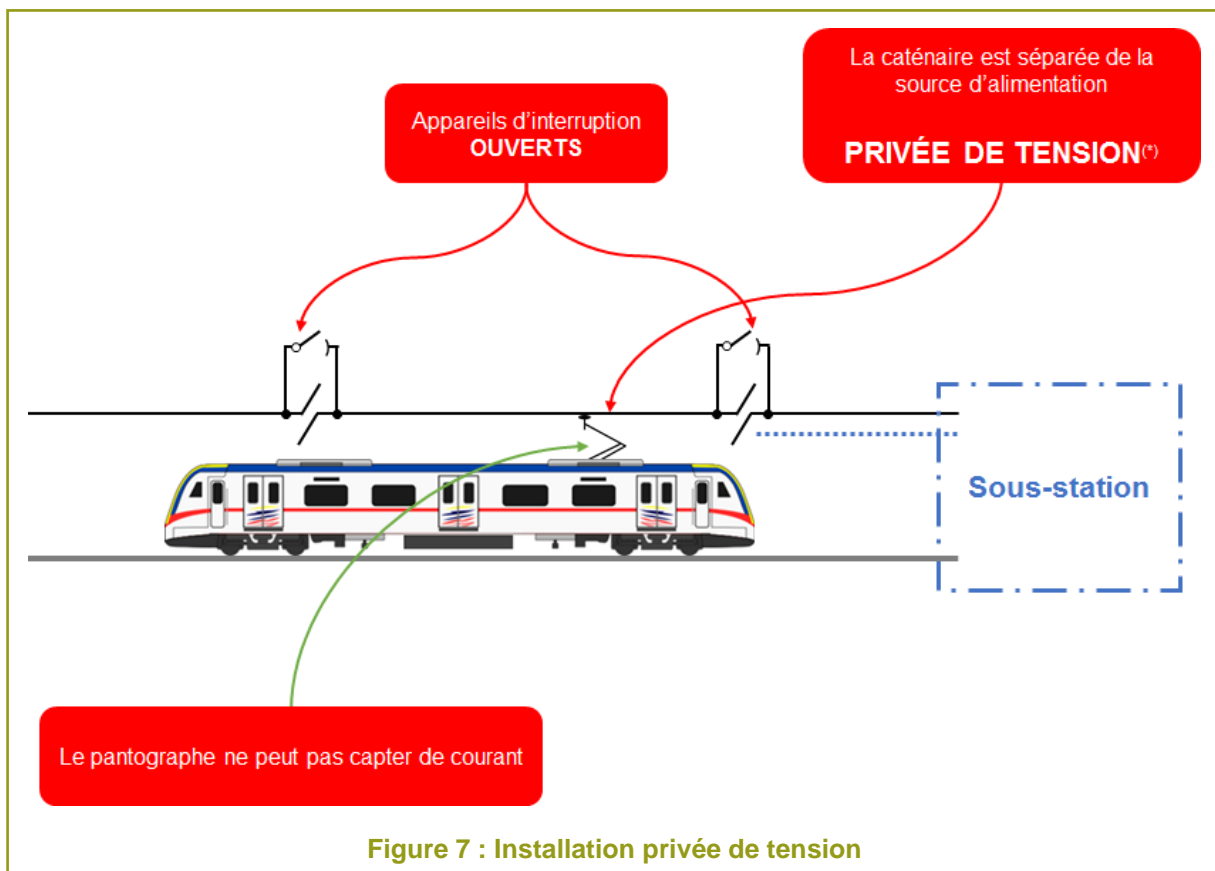 La caténaire est séparée de la
source d'alimentation
PRIVÉE DE TENSION(*)
Appareils d'interruption
OUVERTS
Sous-station
Le pantographe ne peut pas capter de courant
Figure 7 : Installation privée de tension